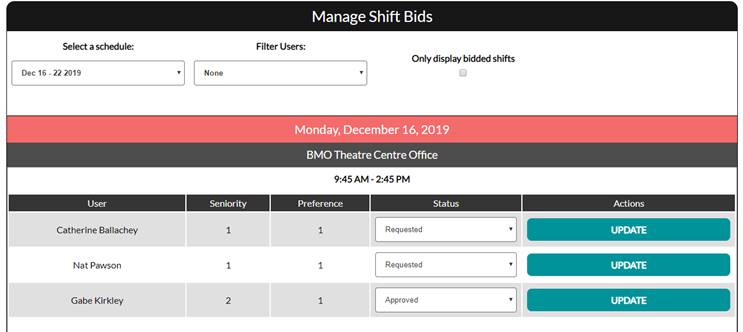 Manage Shift Bids
Select a schedule: Filter Users: Only display bidded shifts
Dec 16 - 22 2019 None
Monday, December 16, 2019
BMO Theatre Centre Office
9:45 AM - 2:45 PM
User Seniority Preference Status Actions
Catherine Ballachey 1 1 Requested UPDATE
Nat Pawson 1 1 Requested UPDATE
Gabe Kirkley 2 1 Approved UPDATE